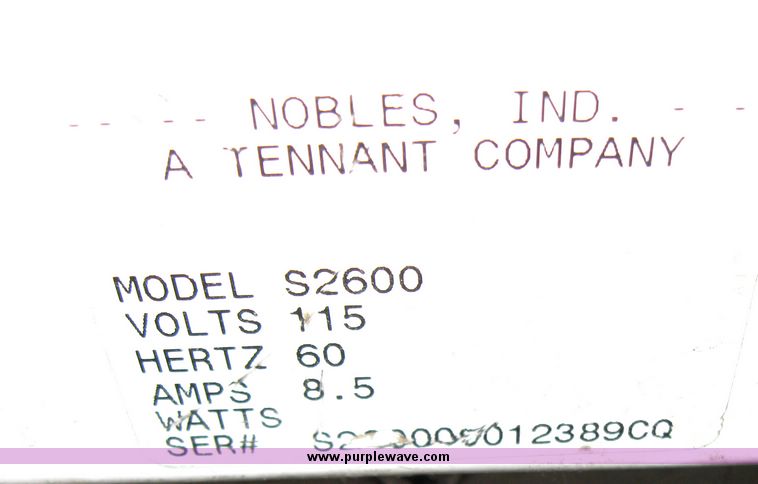 -- -- NOBLES, IND. - -
A TENNANT COMPANY
MODEL S2600
VOLTS 115
HERTZ 60
AMPS 8.5
WATTS
SER#
www.purplewave.com